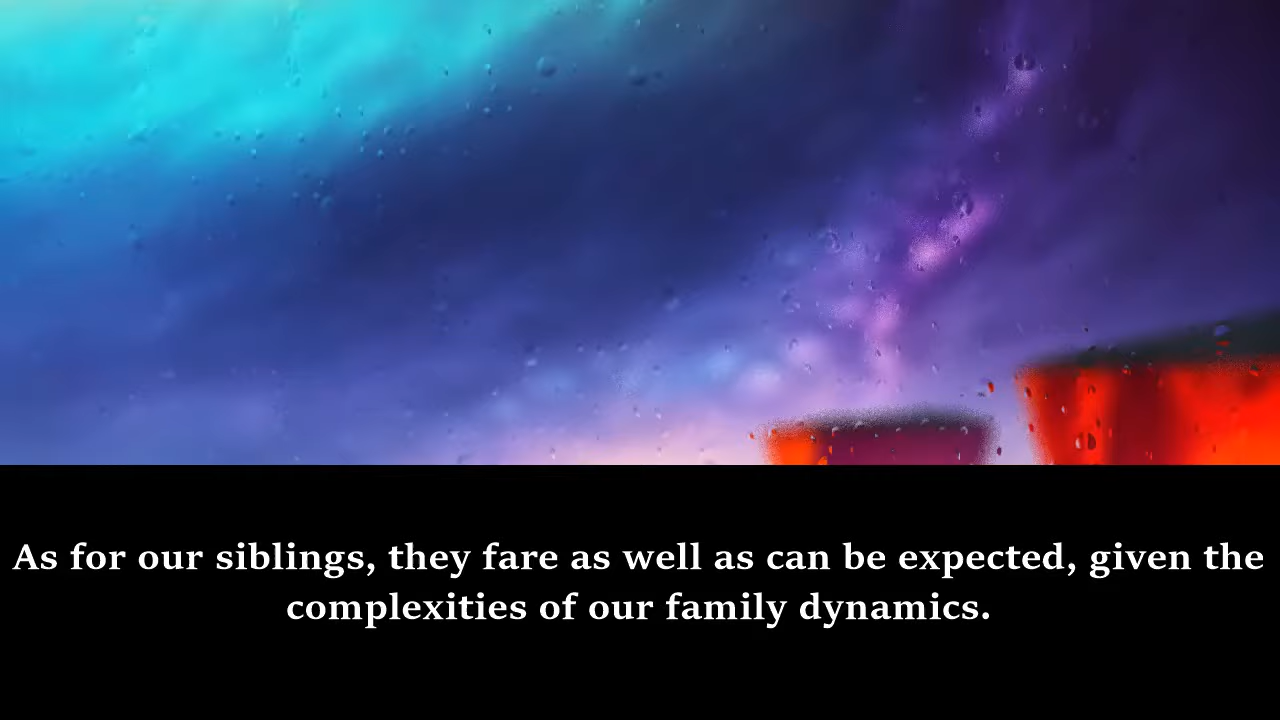 As for our siblings, they fare as well as can be expected, given the
complexities of our family dynamics.